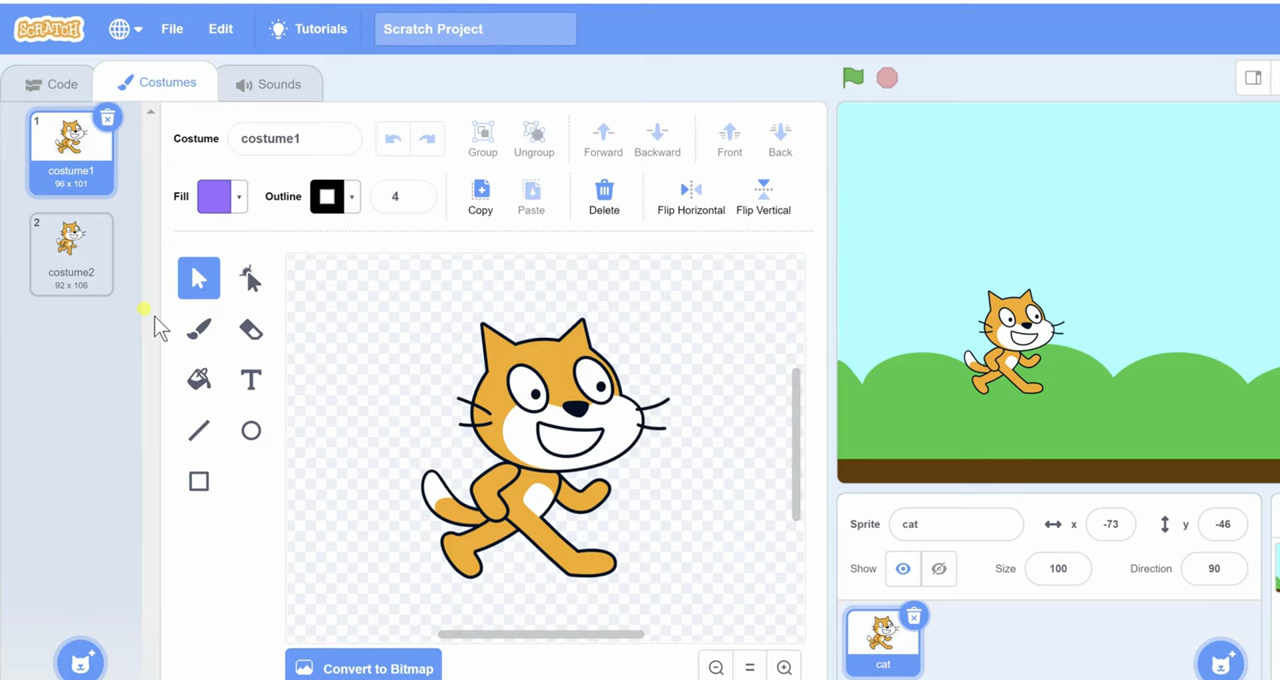 SCRATCH File Edit Tutorials Scratch Project
Code Costumes Sounds
1
costume1
96 x 101
2
costume2
92 x 106
Costume costume1 Group Ungroup Forward Backward Front Back
Fill Outline 4 Copy Paste Delete Flip Horizontal Flip Vertical
T
Convert to Bitmap
Sprite cat x -73 y -46
Show Size 100 Direction 90
cat